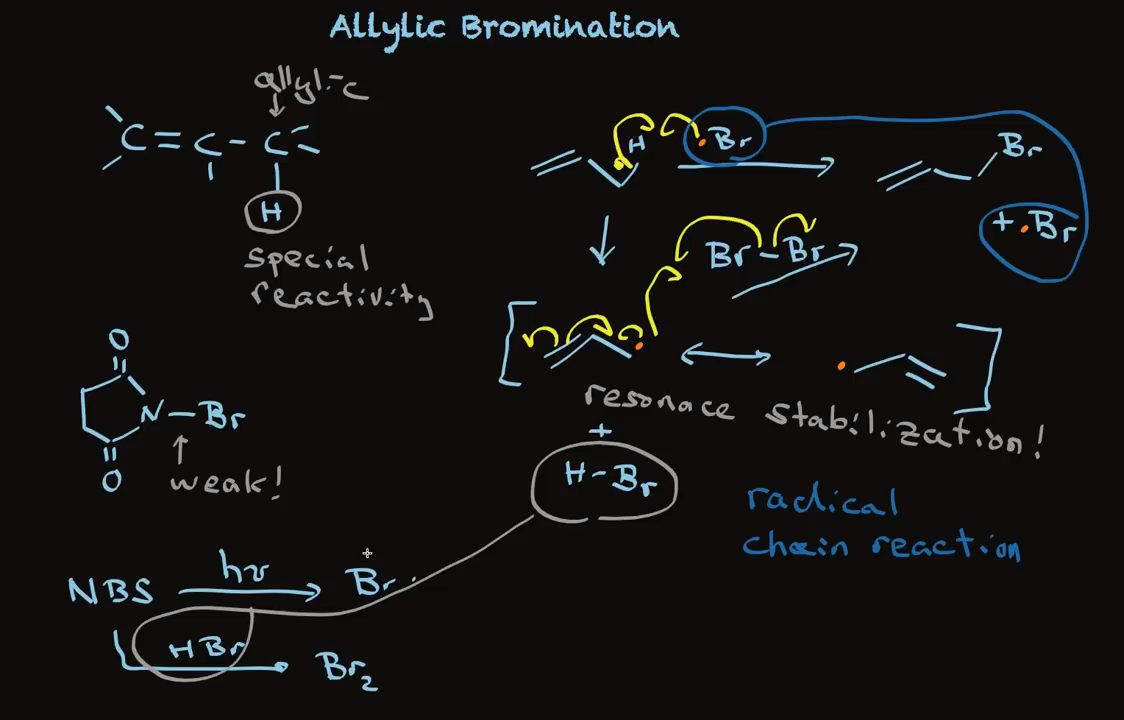 Allylic Bromination
allylic
C = C - C
H
special
reactivity
H
·Br
Br
+ ·Br
Br-Br
resonace stabilization!
+
H-Br
radical
chain reaction
O
N-Br
O
weak!
NBS
hν
Br·
HBr
Br2